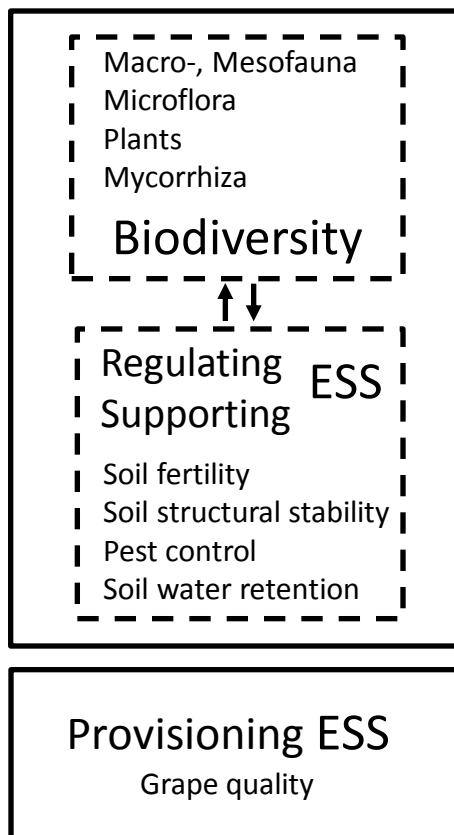 Macro-, Mesofauna
Microflora
Plants
Mycorrhiza
Biodiversity
Regulating
Supporting
ESS
Soil fertility
Soil structural stability
Pest control
Soil water retention
Provisioning ESS
Grape quality